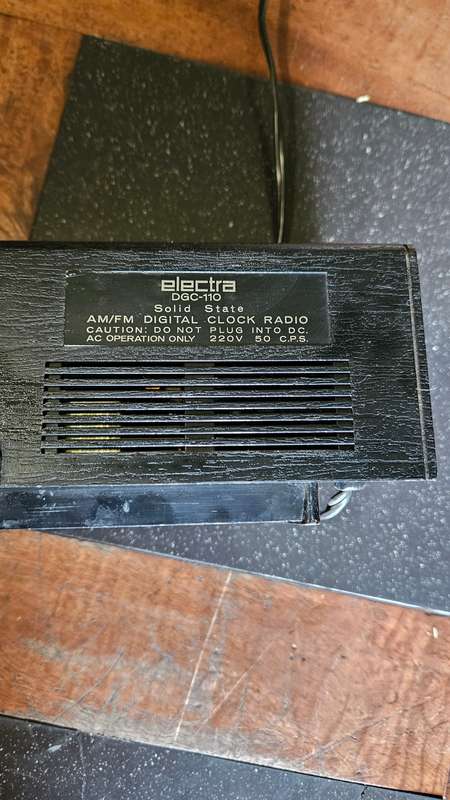 electra
DGC-110
Solid State
AM/FM DIGITAL CLOCK RADIO
CAUTION: DO NOT PLUG INTO DC.
AC OPERATION ONLY 220V 50 C.P.S.